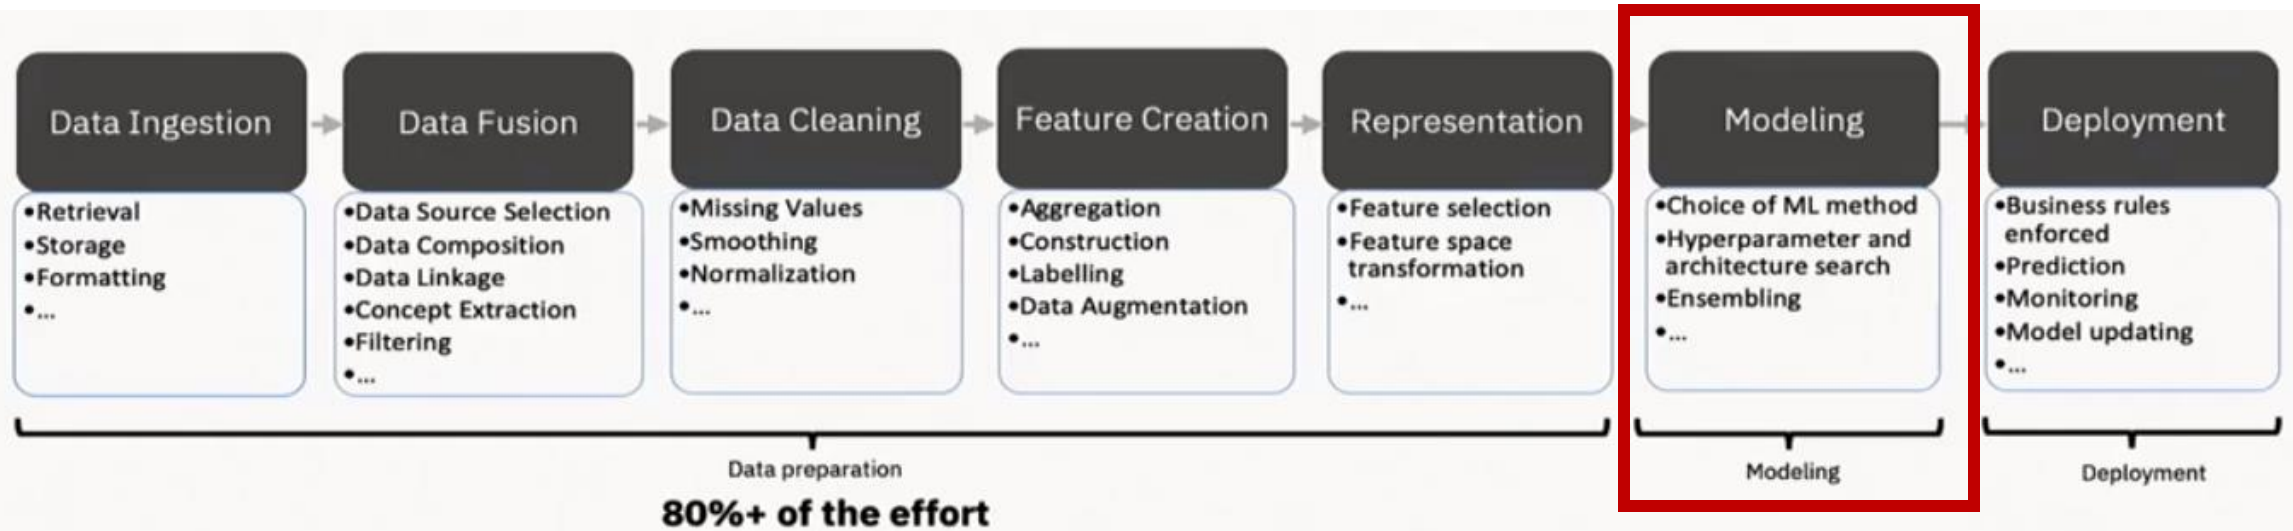 Data Ingestion
•Retrieval
•Storage
•Formatting
•...
Data Fusion
•Data Source Selection
•Data Composition
•Data Linkage
•Concept Extraction
•Filtering
•...
Data Cleaning
•Missing Values
•Smoothing
•Normalization
•...
Feature Creation
•Aggregation
•Construction
•Labelling
•Data Augmentation
•...
Representation
•Feature selection
•Feature space
transformation
•...
Modeling
•Choice of ML method
•Hyperparameter and
architecture search
•Ensembling
•...
Deployment
•Business rules
enforced
•Prediction
•Monitoring
•Model updating
•...
Data preparation
80%+ of the effort
Modeling
Deployment